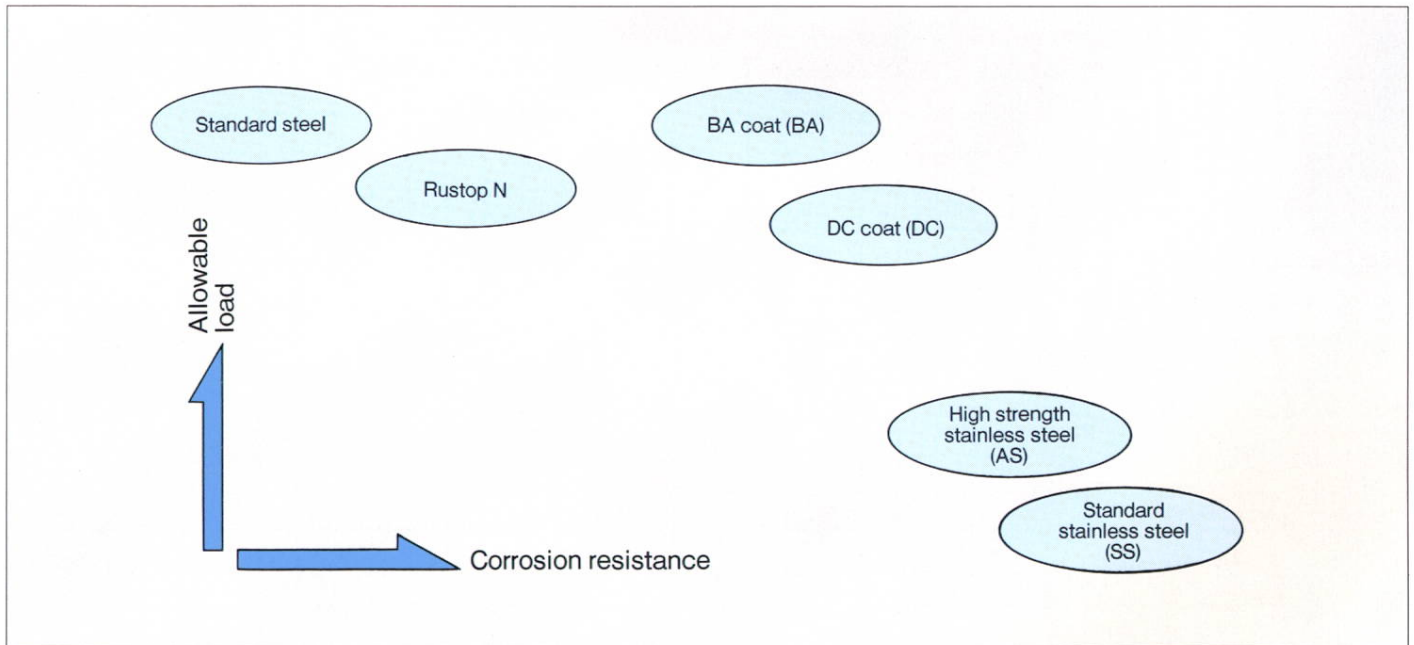 Standard steel
BA coat (BA)
Rustop N
DC coat (DC)
Allowable
load
High strength
stainless steel
(AS)
Standard
stainless steel
(SS)
Corrosion resistance